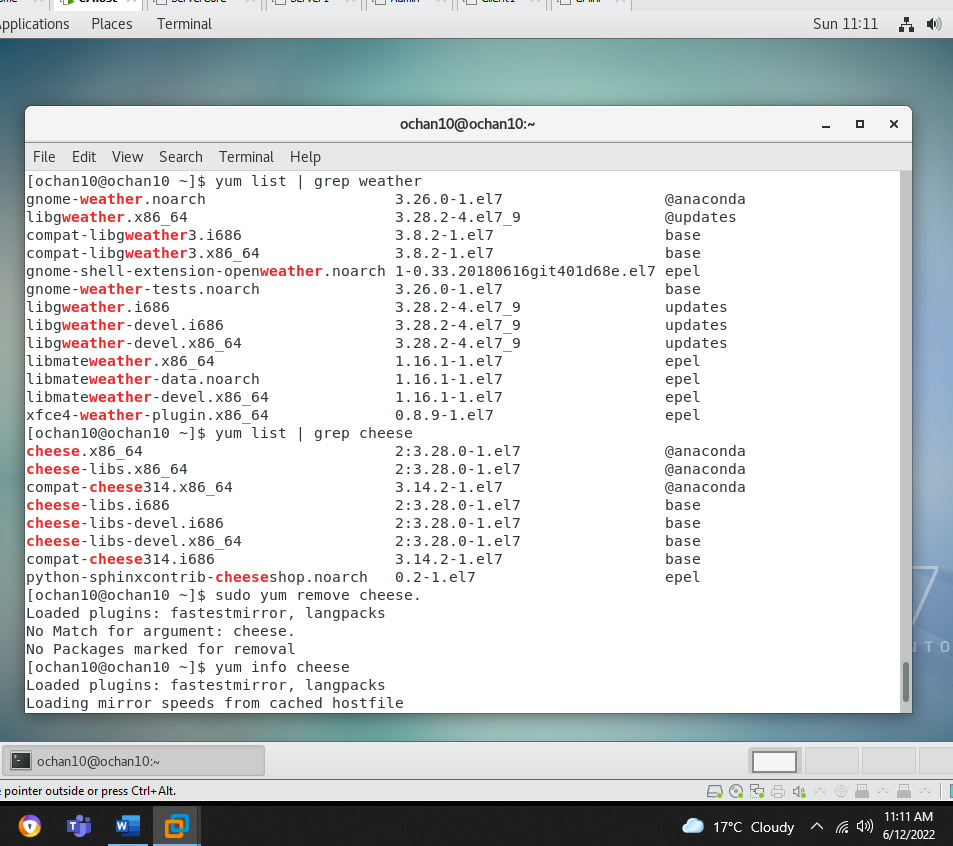 Applications Places Terminal Sun 11:11
ochan10@ochan10:~
File Edit View Search Terminal Help
[ochan10@ochan10 ~]$ yum list | grep weather
gnome-weather.noarch 3.26.0-1.el7 @anaconda
libgweather.x86_64 3.28.2-4.el7_9 @updates
compat-libgweather3.i686 3.8.2-1.el7 base
compat-libgweather3.x86_64 3.8.2-1.el7 base
gnome-shell-extension-openweather.noarch 1-0.33.20180616git401d68e.el7 epel
gnome-weather-tests.noarch 3.26.0-1.el7 base
libgweather.i686 3.28.2-4.el7_9 updates
libgweather-devel.i686 3.28.2-4.el7_9 updates
libgweather-devel.x86_64 3.28.2-4.el7_9 updates
libmateweather.x86_64 1.16.1-1.el7 epel
libmateweather-data.noarch 1.16.1-1.el7 epel
libmateweather-devel.x86_64 1.16.1-1.el7 epel
xfce4-weather-plugin.x86_64 0.8.9-1.el7 epel
[ochan10@ochan10 ~]$ yum list | grep cheese
cheese.x86_64 2:3.28.0-1.el7 @anaconda
cheese-libs.x86_64 2:3.28.0-1.el7 @anaconda
compat-cheese314.x86_64 3.14.2-1.el7 @anaconda
cheese-libs.i686 2:3.28.0-1.el7 base
cheese-libs-devel.i686 2:3.28.0-1.el7 base
cheese-libs-devel.x86_64 2:3.28.0-1.el7 base
compat-cheese314.i686 3.14.2-1.el7 base
python-sphinxcontrib-cheeseshop.noarch 0.2-1.el7 epel
[ochan10@ochan10 ~]$ sudo yum remove cheese.
Loaded plugins: fastestmirror, langpacks
No Match for argument: cheese.
No Packages marked for removal
[ochan10@ochan10 ~]$ yum info cheese
Loaded plugins: fastestmirror, langpacks
Loading mirror speeds from cached hostfile
7
NTO
ochan10@ochan10:~
pointer outside or press Ctrl+Alt.
17°C Cloudy
11:11 AM
6/12/2022